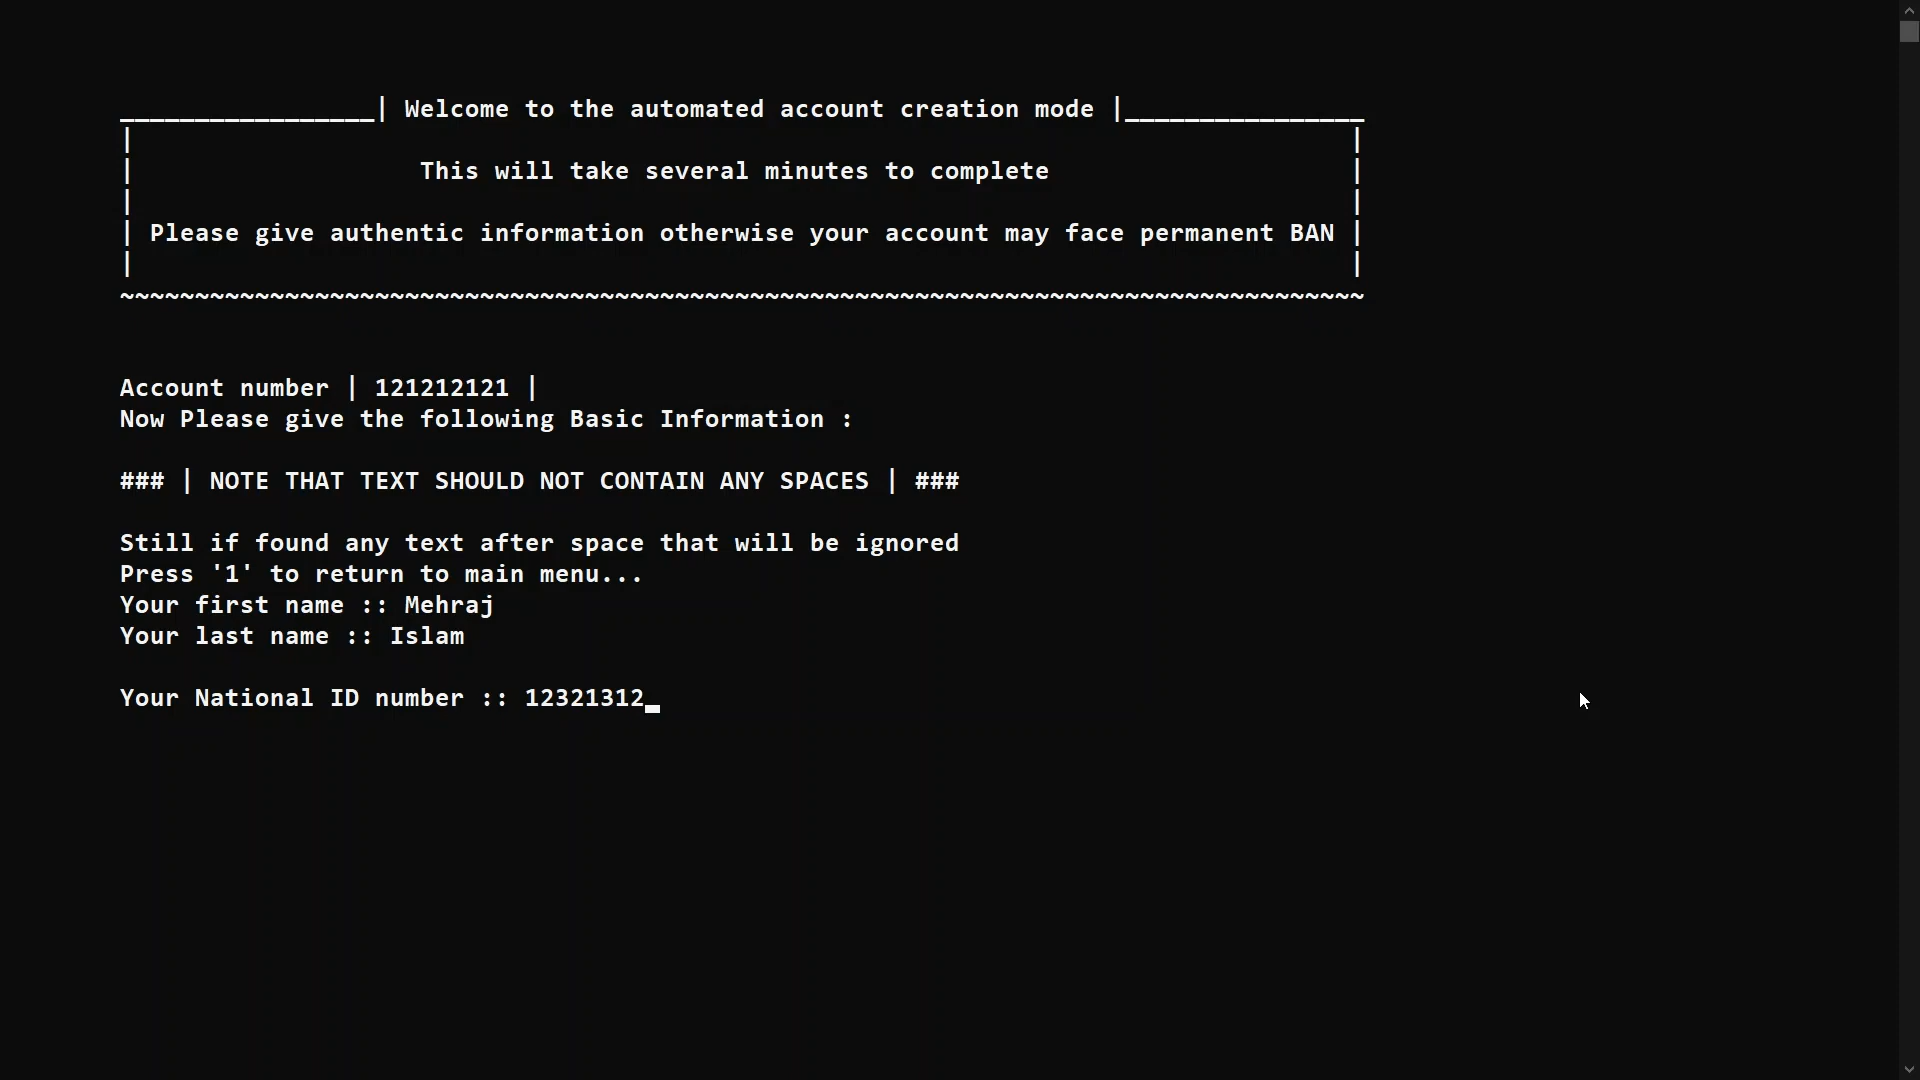 _________________| Welcome to the automated account creation mode |________________
|                                                                                  |
|                   This will take several minutes to complete                     |
|                                                                                  |
| Please give authentic information otherwise your account may face permanent BAN |
|                                                                                  |
~~~~~~~~~~~~~~~~~~~~~~~~~~~~~~~~~~~~~~~~~~~~~~~~~~~~~~~~~~~~~~~~~~~~~~~~~~~~~~~~~~~
Account number | 121212121 |
Now Please give the following Basic Information :
### | NOTE THAT TEXT SHOULD NOT CONTAIN ANY SPACES | ###
Still if found any text after space that will be ignored
Press '1' to return to main menu...
Your first name :: Mehraj
Your last name :: Islam
Your National ID number :: 12321312_